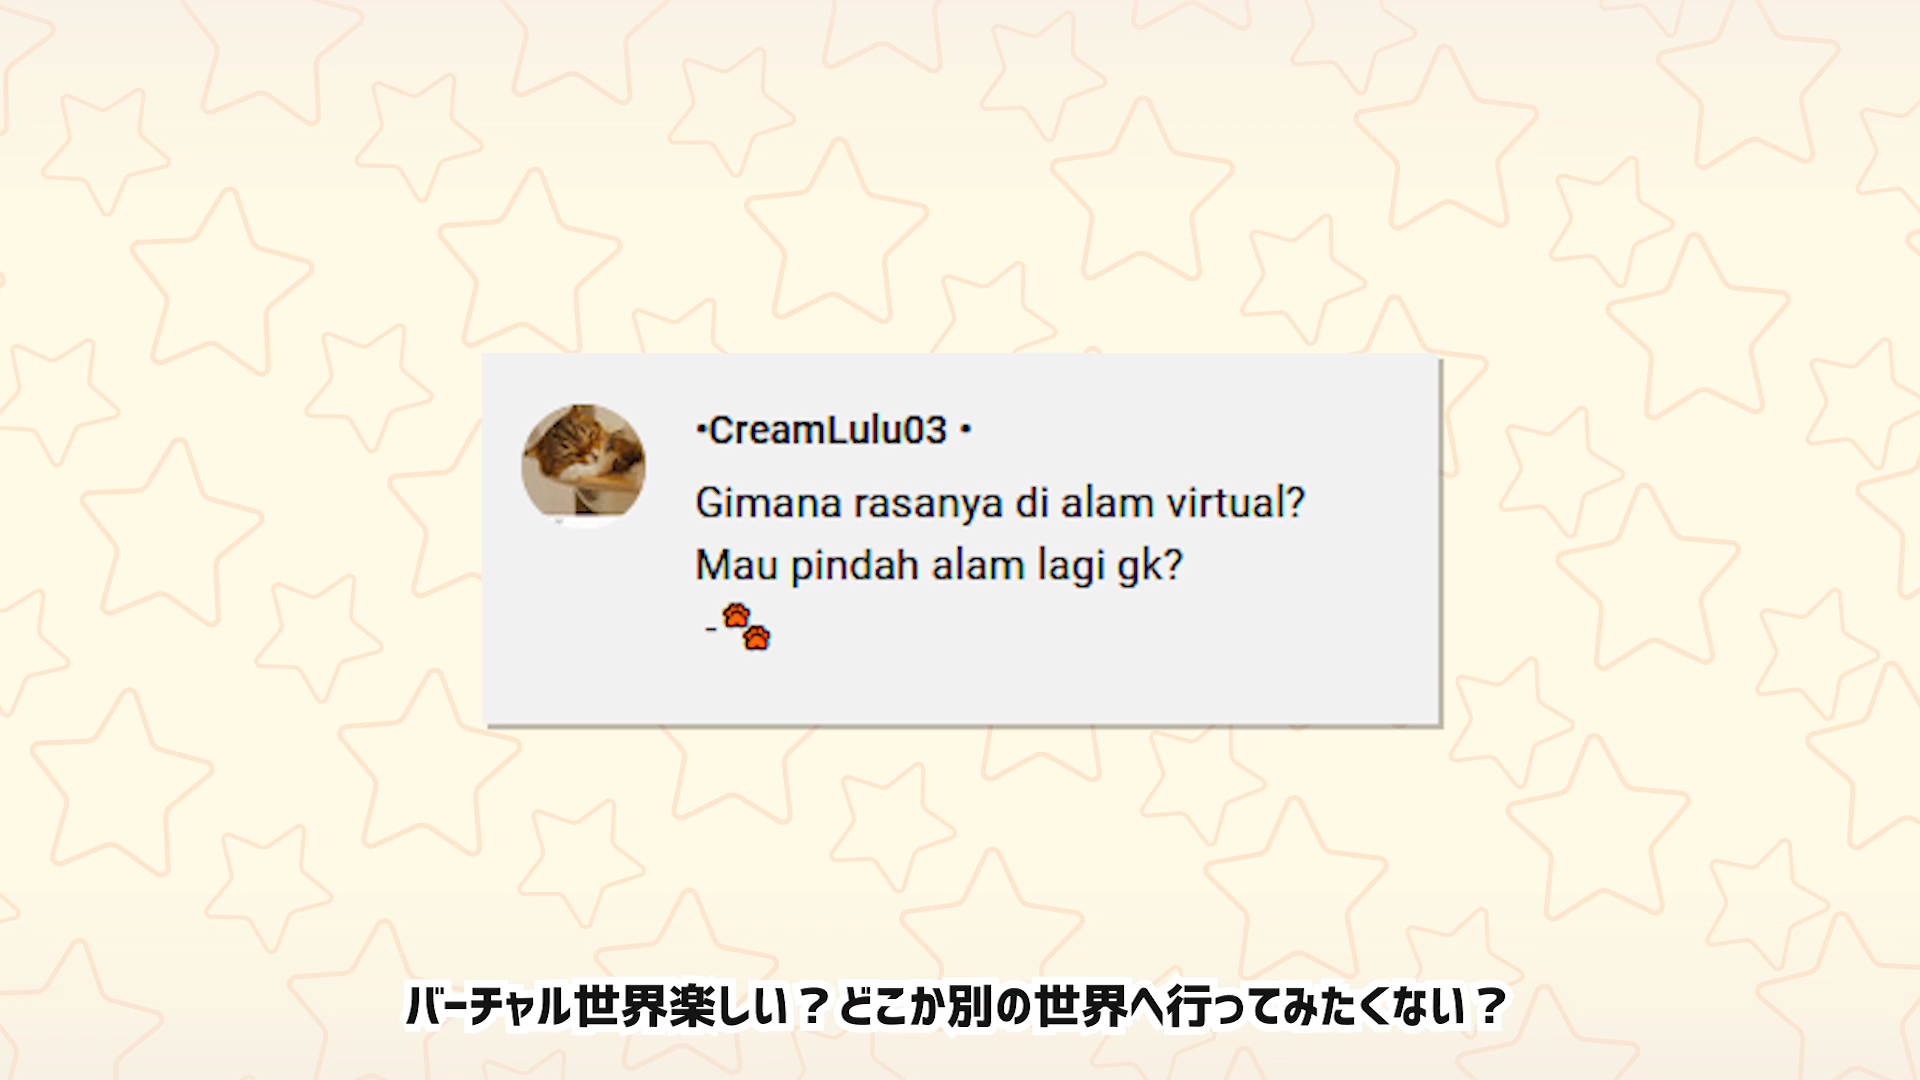 •CreamLulu03 •
Gimana rasanya di alam virtual?
Mau pindah alam lagi gk?
-🐾
バーチャル世界楽しい？どこか別の世界へ行ってみたくない？